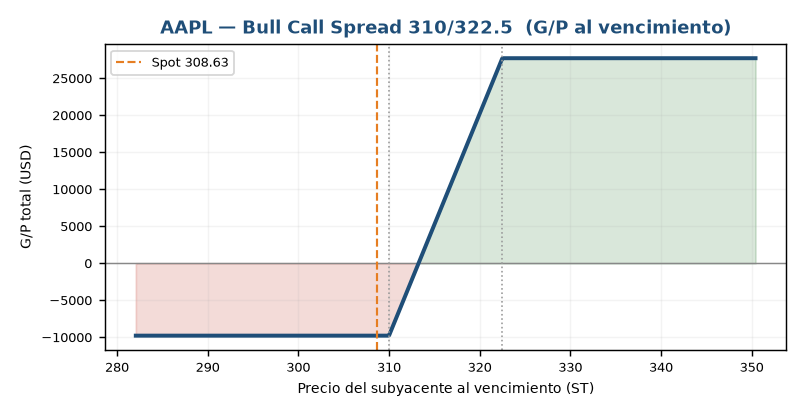 AAPL — Bull Call Spread 310/322.5  (G/P al vencimiento)
Spot 308.63
G/P total (USD)
25000
20000
15000
10000
5000
0
−5000
−10000
280 290 300 310 320 330 340 350
Precio del subyacente al vencimiento (ST)